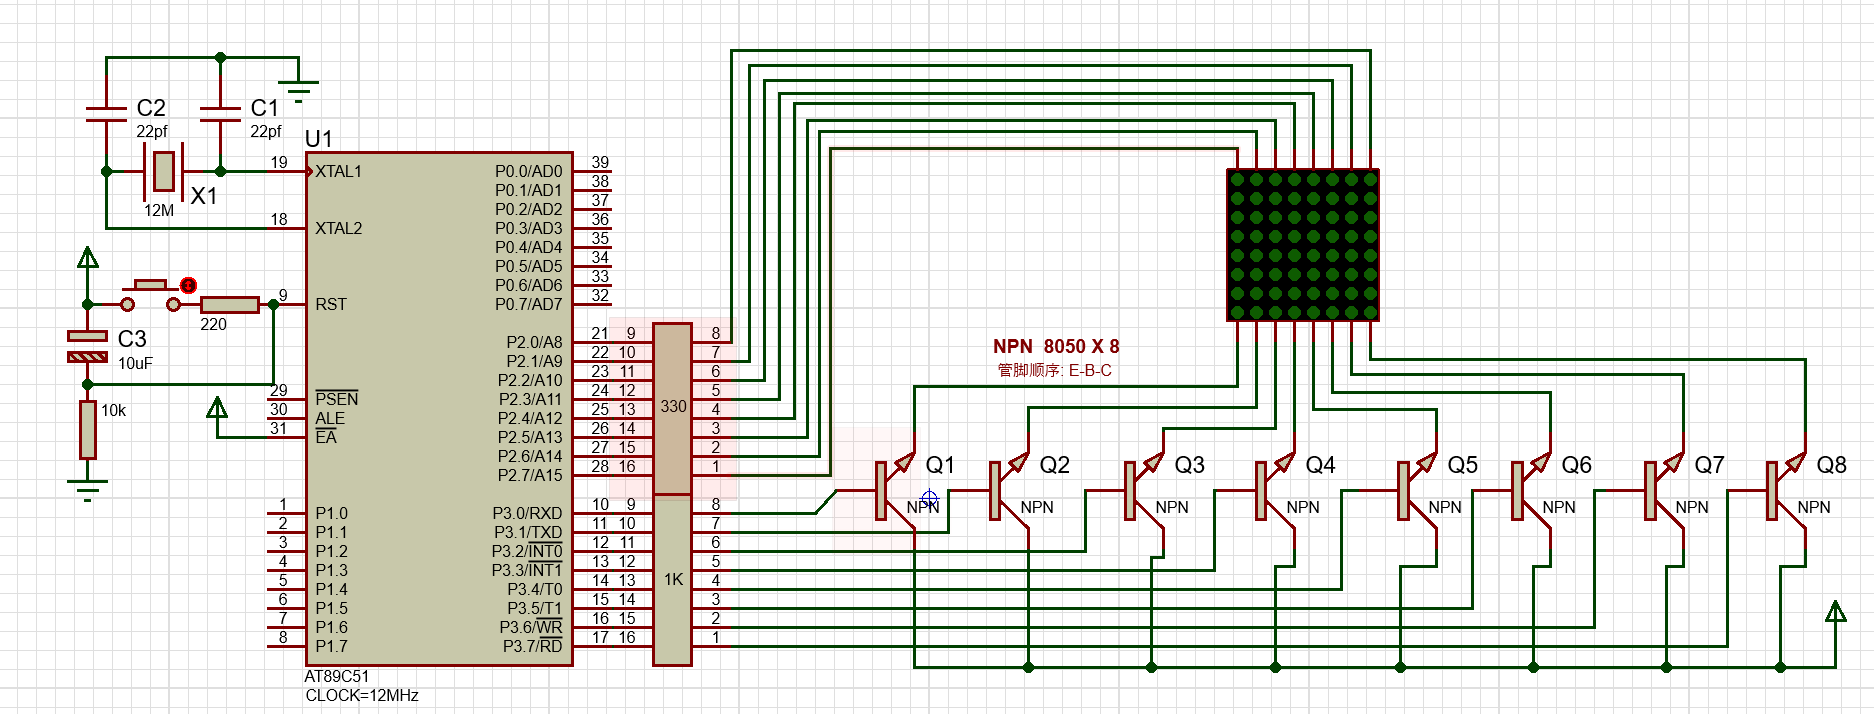 C2
22pf
C1
22pf
X1
12M
U1
19
XTAL1
18
XTAL2
9
RST
220
C3
10uF
10k
29
PSEN
30
ALE
31
EA
1
P1.0
2
P1.1
3
P1.2
4
P1.3
5
P1.4
6
P1.5
7
P1.6
8
P1.7
P0.0/AD0
39
P0.1/AD1
38
P0.2/AD2
37
P0.3/AD3
36
P0.4/AD4
35
P0.5/AD5
34
P0.6/AD6
33
P0.7/AD7
32
P2.0/A8
21
9
8
P2.1/A9
22
10
7
P2.2/A10
23
11
6
P2.3/A11
24
12
5
P2.4/A12
25
13
4
P2.5/A13
26
14
3
P2.6/A14
27
15
2
P2.7/A15
28
16
1
330
P3.0/RXD
10
9
8
P3.1/TXD
11
10
7
P3.2/INT0
12
11
6
P3.3/INT1
13
12
5
P3.4/T0
14
13
4
P3.5/T1
15
14
3
P3.6/WR
16
15
2
P3.7/RD
17
16
1
1K
AT89C51
CLOCK=12MHz
NPN 8050 X 8
管脚顺序: E-B-C
Q1
NPN
Q2
NPN
Q3
NPN
Q4
NPN
Q5
NPN
Q6
NPN
Q7
NPN
Q8
NPN